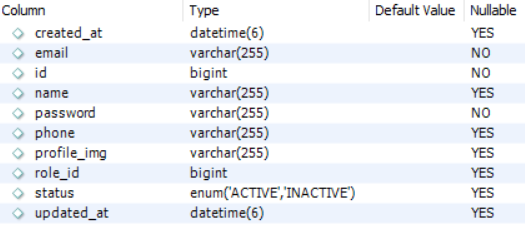 Column Type Default Value Nullable
created_at datetime(6) YES
email varchar(255) NO
id bigint NO
name varchar(255) YES
password varchar(255) NO
phone varchar(255) YES
profile_img varchar(255) YES
role_id bigint YES
status enum('ACTIVE','INACTIVE') YES
updated_at datetime(6) YES